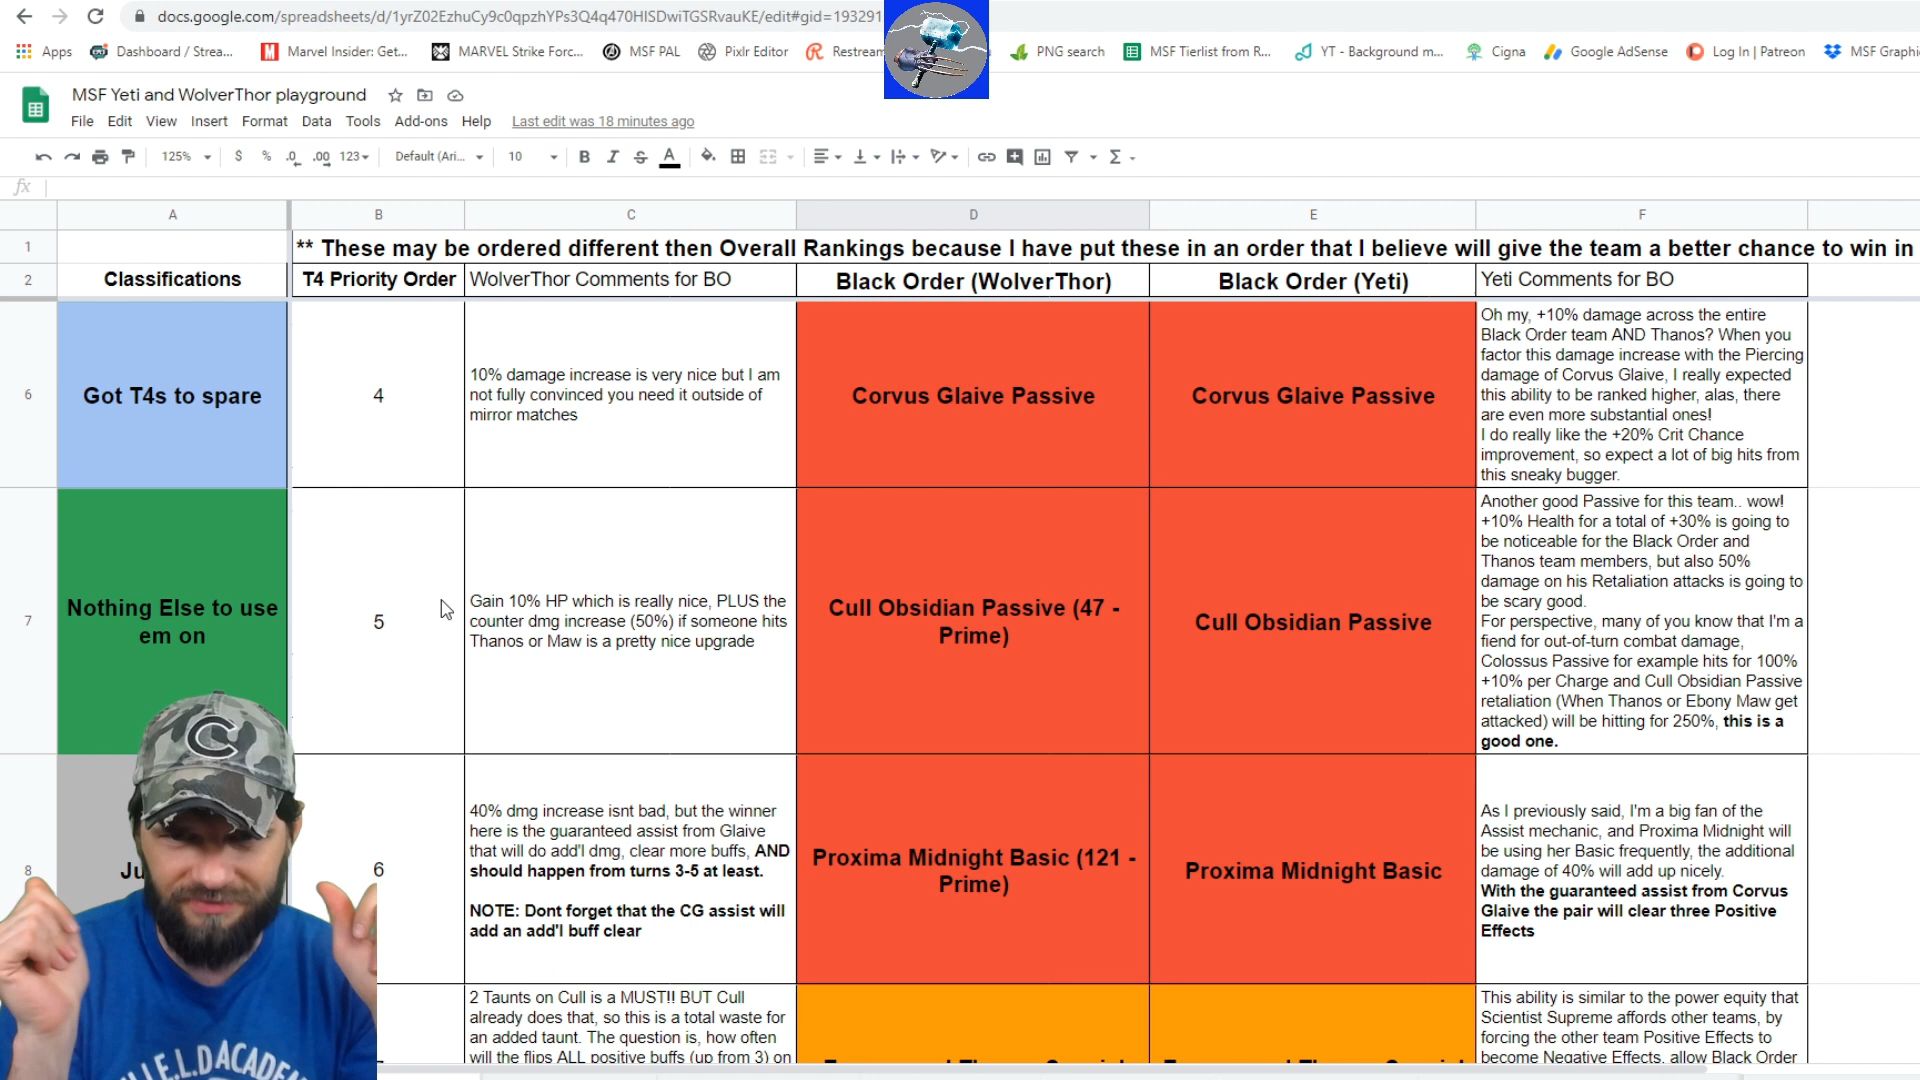 docs.google.com/spreadsheets/d/1yrZ02EzhuCy9c0qpzhYPs3Q4q470HISDwiTGSRvauKE/edit#gid=193291
Apps Dashboard / Strea... Marvel Insider: Get... MARVEL Strike Forc... MSF PAL Pixlr Editor Restream PNG search MSF Tierlist from R... YT - Background m... Cigna Google AdSense Log In | Patreon MSF Graphi
MSF Yeti and WolverThor playground
File Edit View Insert Format Data Tools Add-ons Help Last edit was 18 minutes ago
125% $ % .0 .00 123 Default (Ari... 10 B I S A
fx
A B C D E F
1 ** These may be ordered different then Overall Rankings because I have put these in an order that I believe will give the team a better chance to win in
2 Classifications T4 Priority Order WolverThor Comments for BO Black Order (WolverThor) Black Order (Yeti) Yeti Comments for BO
6
Got T4s to spare
4
10% damage increase is very nice but I am
not fully convinced you need it outside of
mirror matches
Corvus Glaive Passive
Corvus Glaive Passive
Oh my, +10% damage across the entire
Black Order team AND Thanos? When you
factor this damage increase with the Piercing
damage of Corvus Glaive, I really expected
this ability to be ranked higher, alas, there
are even more substantial ones!
I do really like the +20% Crit Chance
improvement, so expect a lot of big hits from
this sneaky bugger.
7
Nothing Else to use
em on
5
Gain 10% HP which is really nice, PLUS the
counter dmg increase (50%) if someone hits
Thanos or Maw is a pretty nice upgrade
Cull Obsidian Passive (47 -
Prime)
Cull Obsidian Passive
Another good Passive for this team.. wow!
+10% Health for a total of +30% is going to
be noticeable for the Black Order and
Thanos team members, but also 50%
damage on his Retaliation attacks is going to
be scary good.
For perspective, many of you know that I'm a
fiend for out-of-turn combat damage,
Colossus Passive for example hits for 100%
+10% per Charge and Cull Obsidian Passive
retaliation (When Thanos or Ebony Maw get
attacked) will be hitting for 250%, this is a
good one.
8
Ju
6
40% dmg increase isnt bad, but the winner
here is the guaranteed assist from Glaive
that will do add'l dmg, clear more buffs, AND
should happen from turns 3-5 at least.
NOTE: Dont forget that the CG assist will
add an add'l buff clear
Proxima Midnight Basic (121 -
Prime)
Proxima Midnight Basic
As I previously said, I'm a big fan of the
Assist mechanic, and Proxima Midnight will
be using her Basic frequently, the additional
damage of 40% will add up nicely.
With the guaranteed assist from Corvus
Glaive the pair will clear three Positive
Effects
2 Taunts on Cull is a MUST!! BUT Cull
already does that, so this is a total waste for
an added taunt. The question is, how often
will the flips ALL positive buffs (up from 3) on
This ability is similar to the power equity that
Scientist Supreme affords other teams, by
forcing the other team Positive Effects to
become Negative Effects, allow Black Order
C
E.L.D ACADEM